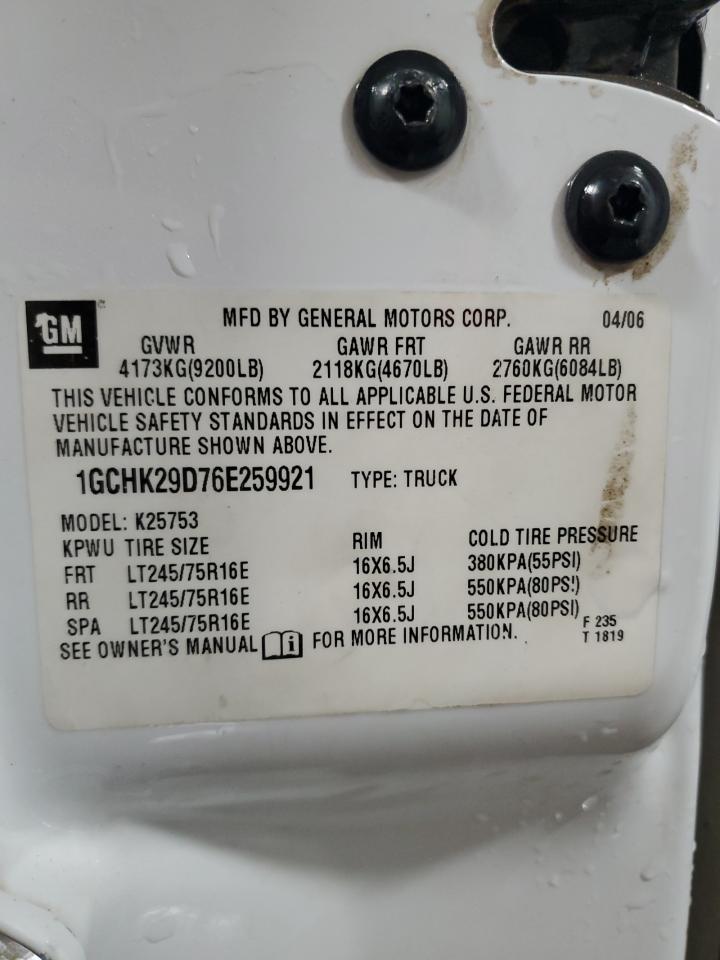 GM
MFD BY GENERAL MOTORS CORP. 04/06
GVWR GAWR FRT GAWR RR
4173KG(9200LB) 2118KG(4670LB) 2760KG(6084LB)
THIS VEHICLE CONFORMS TO ALL APPLICABLE U.S. FEDERAL MOTOR
VEHICLE SAFETY STANDARDS IN EFFECT ON THE DATE OF
MANUFACTURE SHOWN ABOVE.
1GCHK29D76E259921 TYPE: TRUCK
MODEL: K25753
KPWU TIRE SIZE RIM COLD TIRE PRESSURE
FRT LT245/75R16E 16X6.5J 380KPA(55PSI)
RR LT245/75R16E 16X6.5J 550KPA(80PSI)
SPA LT245/75R16E 16X6.5J 550KPA(80PSI)
SEE OWNER'S MANUAL i FOR MORE INFORMATION.
F 235
T 1819